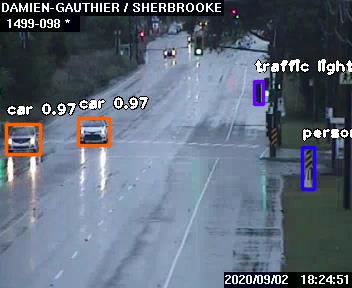 DAMIEN-GAUTHIER / SHERBROOKE
1499-098 *
traffic light
car 0.97
car 0.97
person
2020/09/02 18:24:51